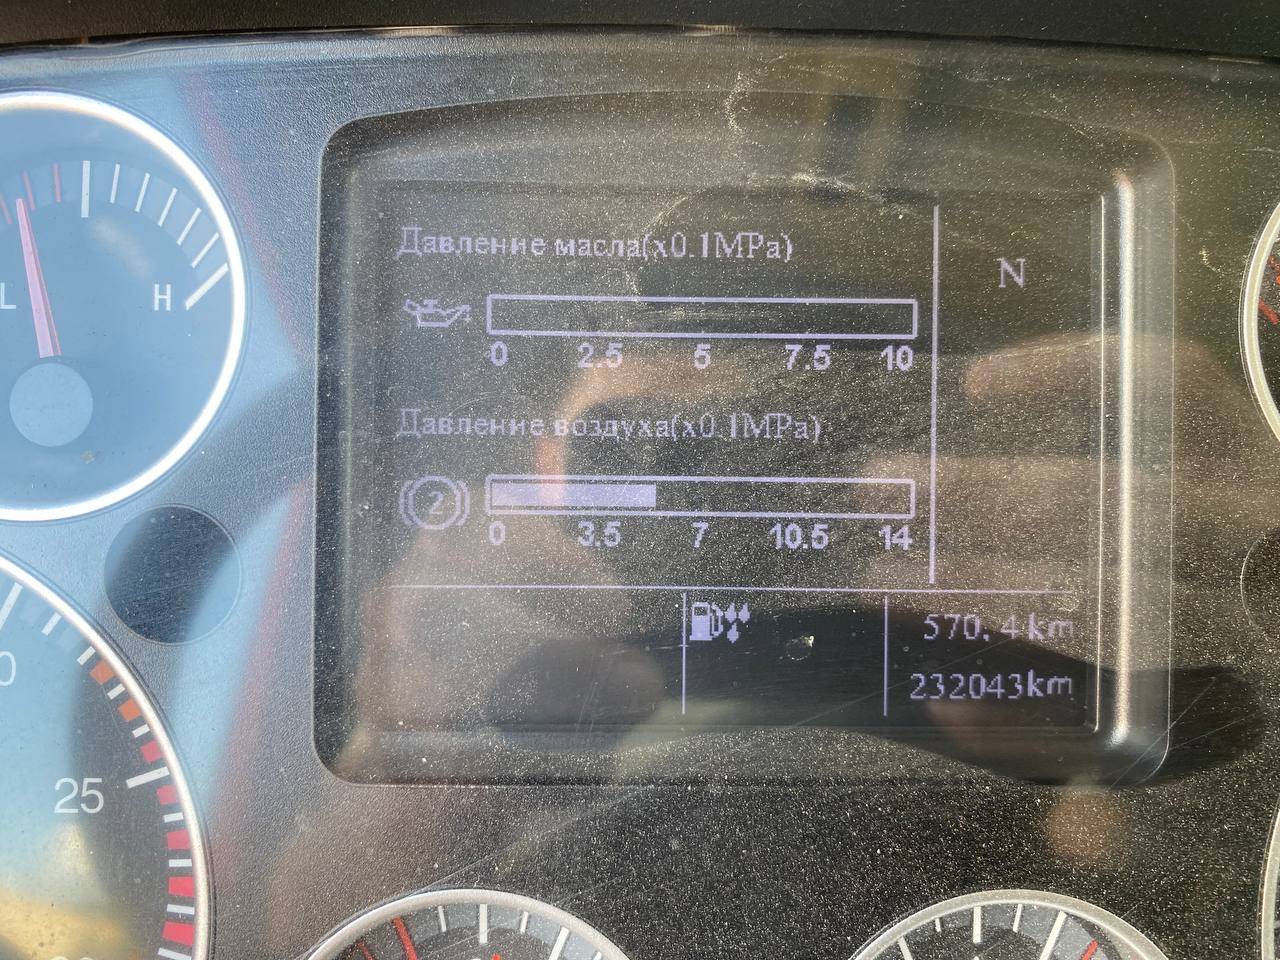 Давление масла(x0.1MPa)
N
L H
0 2.5 5 7.5 10
Давление воздуха(x0.1MPa)
2
0 3.5 7 10.5 14
570.4km
232043km
25